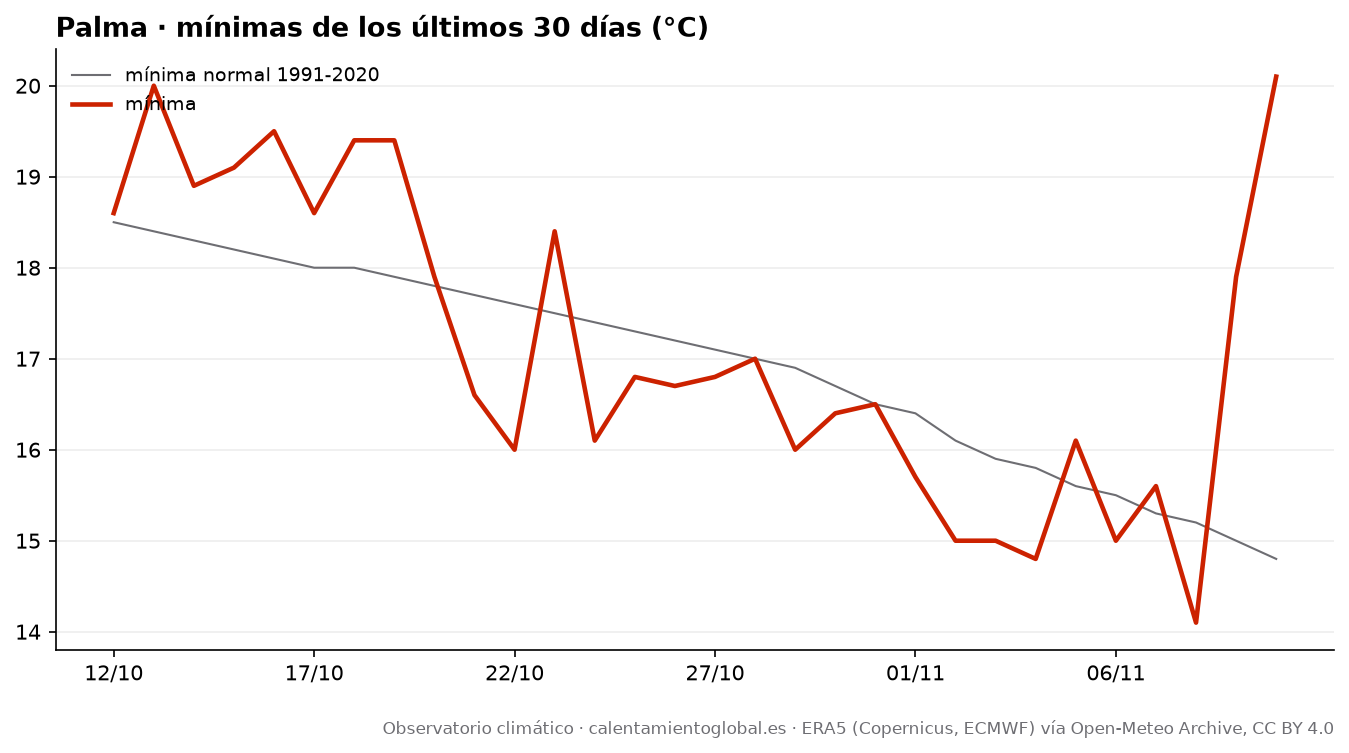 Palma · mínimas de los últimos 30 días (°C)
mínima normal 1991-2020
mínima
20
19
18
17
16
15
14
12/10 17/10 22/10 27/10 01/11 06/11
Observatorio climático · calentamientoglobal.es · ERA5 (Copernicus, ECMWF) vía Open-Meteo Archive, CC BY 4.0